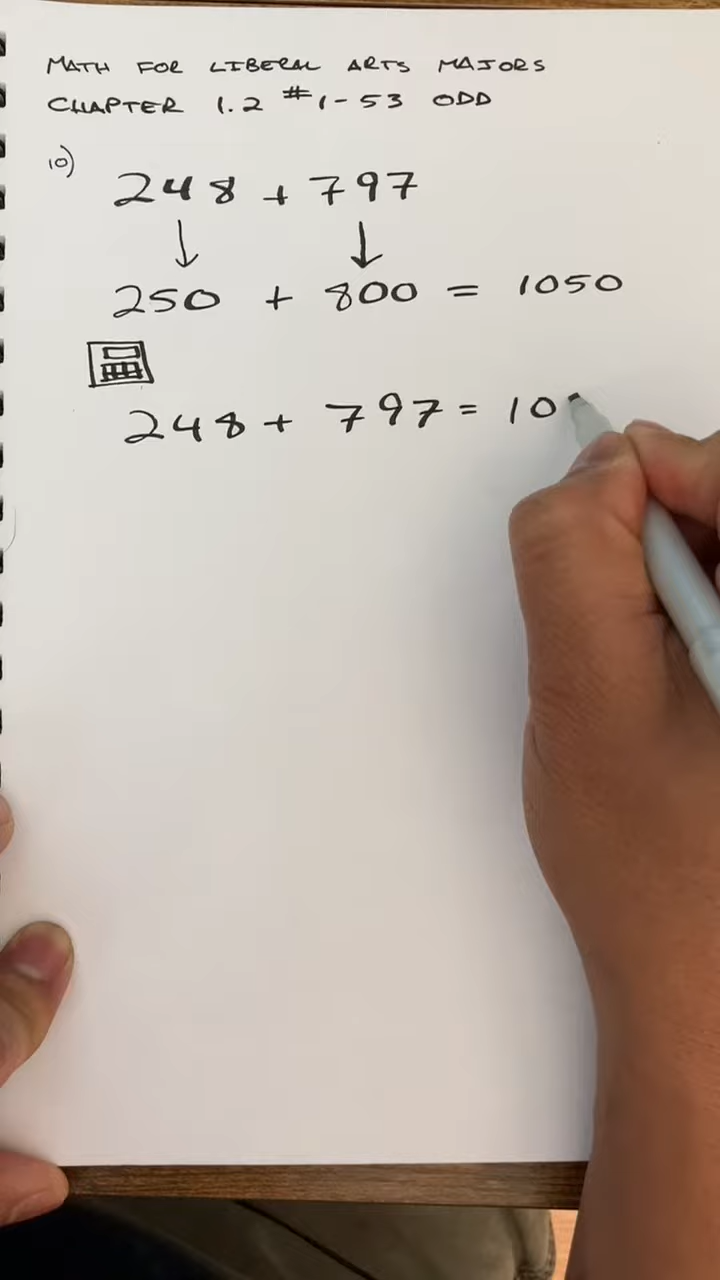 MATH FOR LIBERAL ARTS MAJORS
CHAPTER 1.2 #1-53 ODD
10)
248 + 797
↓ ↓
250 + 800 = 1050
248 + 797 = 10